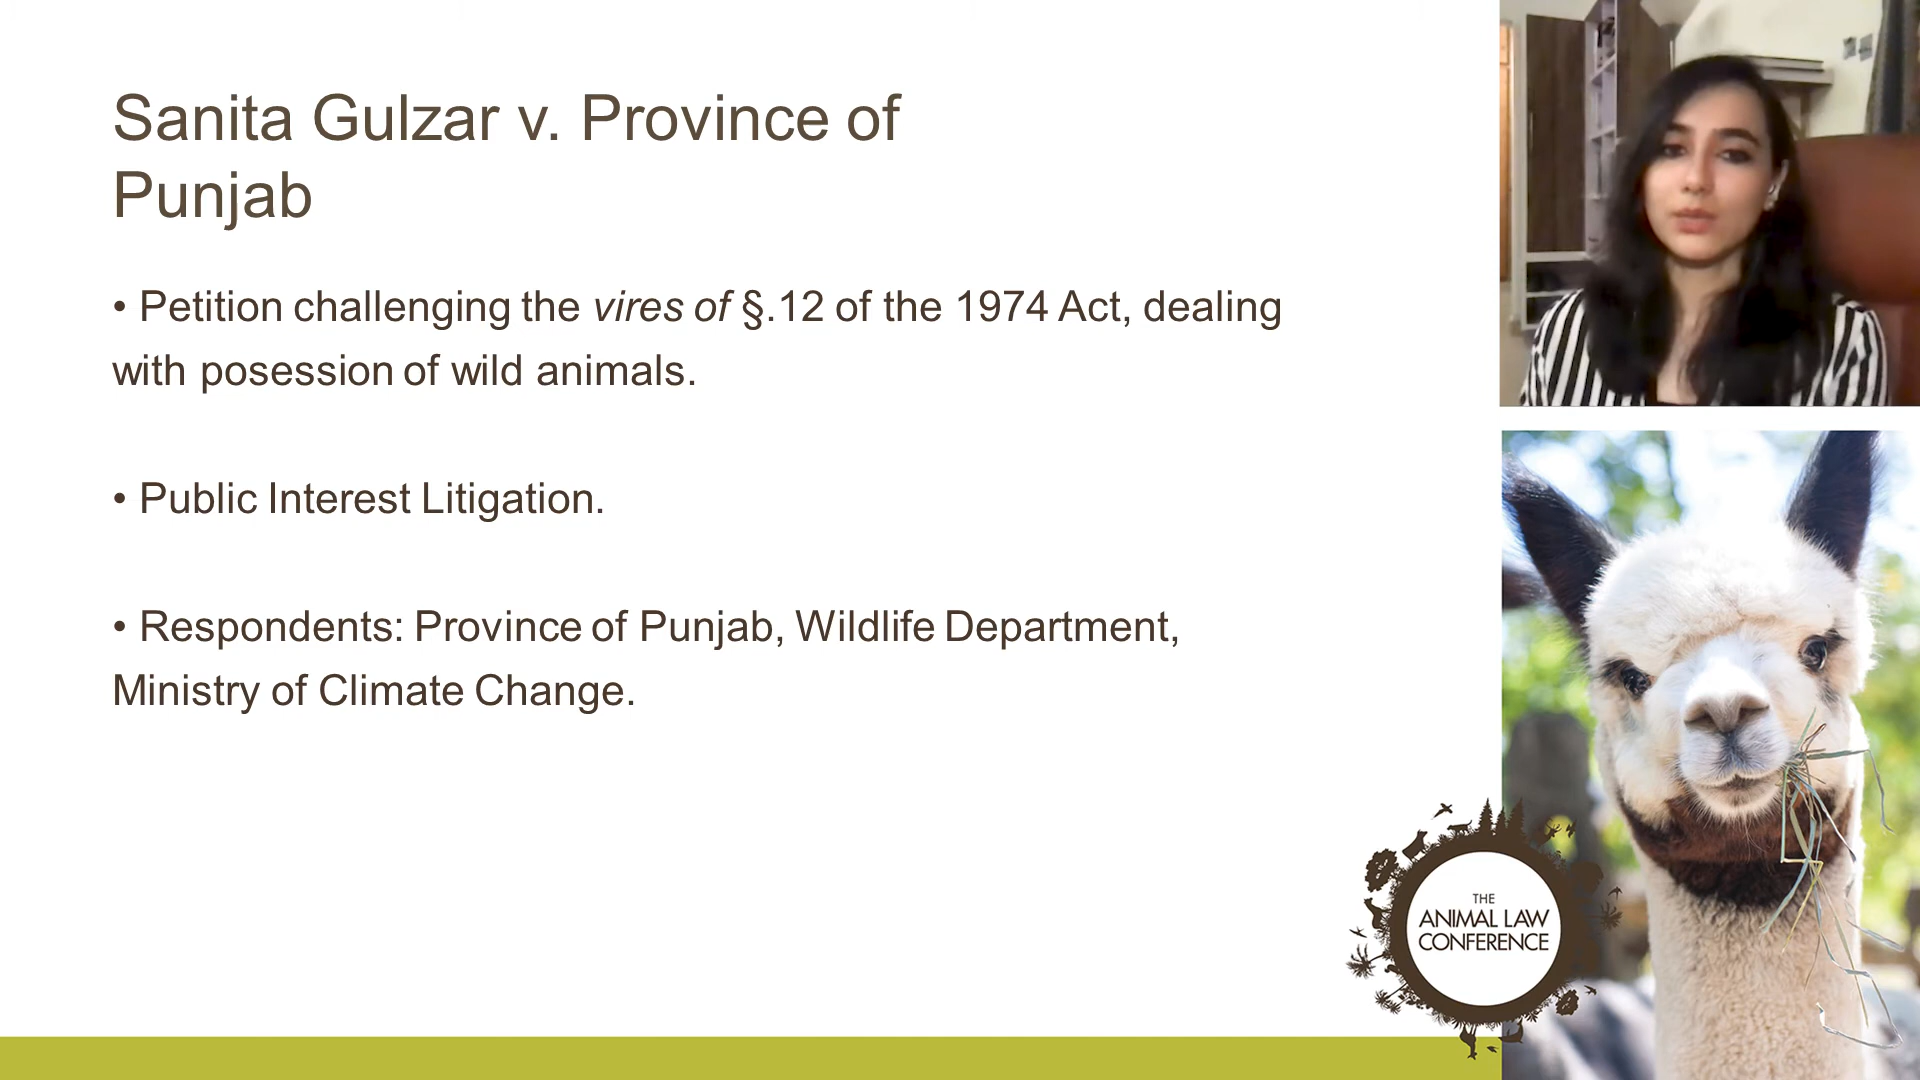 Sanita Gulzar v. Province of
Punjab
• Petition challenging the vires of §.12 of the 1974 Act, dealing
with posession of wild animals.
• Public Interest Litigation.
• Respondents: Province of Punjab, Wildlife Department,
Ministry of Climate Change.
THE
ANIMAL LAW
CONFERENCE